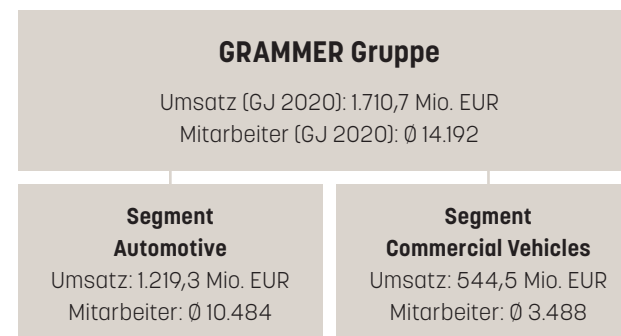 GRAMMER Gruppe
Umsatz (GJ 2020): 1.710,7 Mio. EUR
Mitarbeiter (GJ 2020): Ø 14.192
Segment
Automotive
Umsatz: 1.219,3 Mio. EUR
Mitarbeiter: Ø 10.484
Segment
Commercial Vehicles
Umsatz: 544,5 Mio. EUR
Mitarbeiter: Ø 3.488